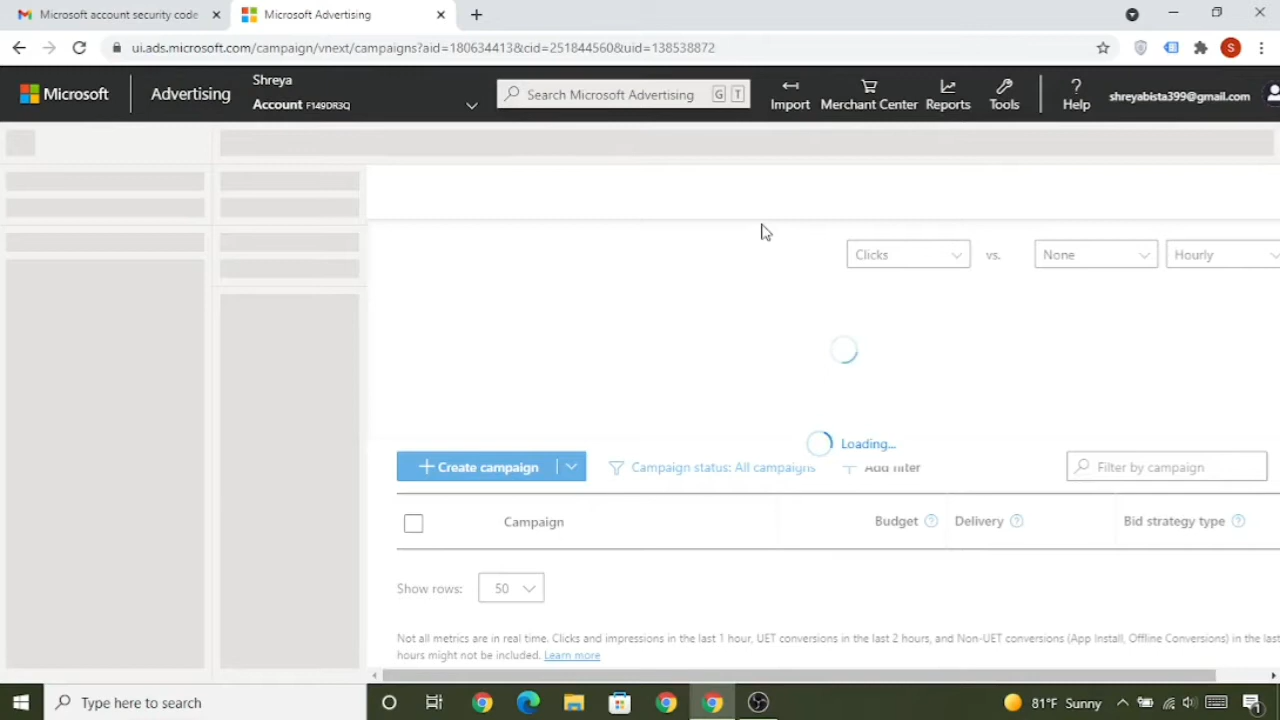 Microsoft account security code
Microsoft Advertising
ui.ads.microsoft.com/campaign/vnext/campaigns?aid=180634413&cid=251844560&uid=138538872
S
Microsoft
Advertising
Shreya
Account F149DR3Q
Search Microsoft Advertising
G T
Import
Merchant Center
Reports
Tools
Help
shreyabista399@gmail.com
Clicks
vs.
None
Hourly
Loading...
Create campaign
Campaign status: All campaigns
Add filter
Filter by campaign
Campaign
Budget
Delivery
Bid strategy type
Show rows:
50
Not all metrics are in real time. Clicks and impressions in the last 1 hour, UET conversions in the last 2 hours, and Non-UET conversions (App Install, Offline Conversions) in the
hours might not be included. Learn more
Type here to search
81°F Sunny
1